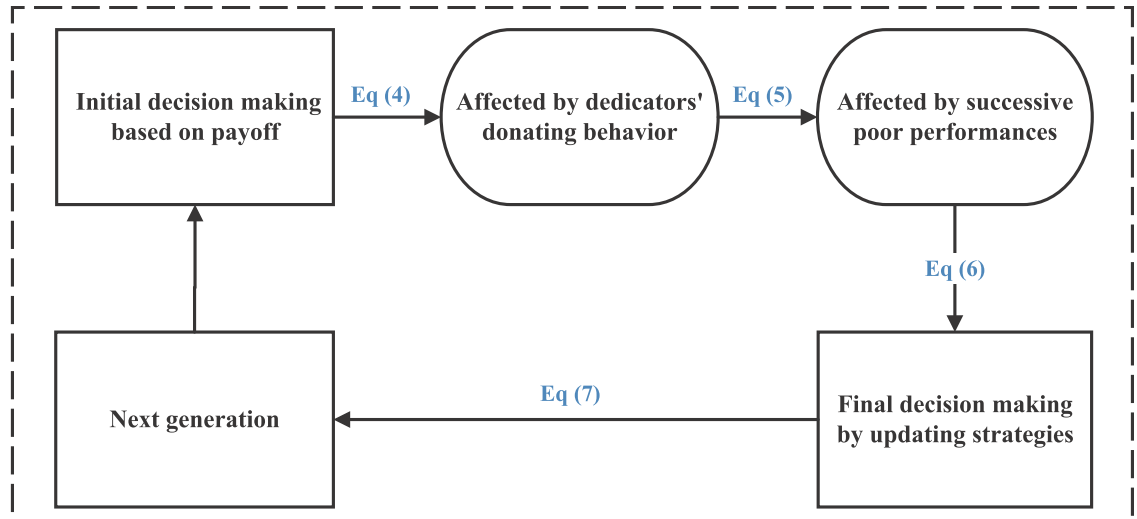 Initial decision making
based on payoff
Eq (4)
Affected by dedicators'
donating behavior
Eq (5)
Affected by successive
poor performances
Eq (6)
Final decision making
by updating strategies
Eq (7)
Next generation